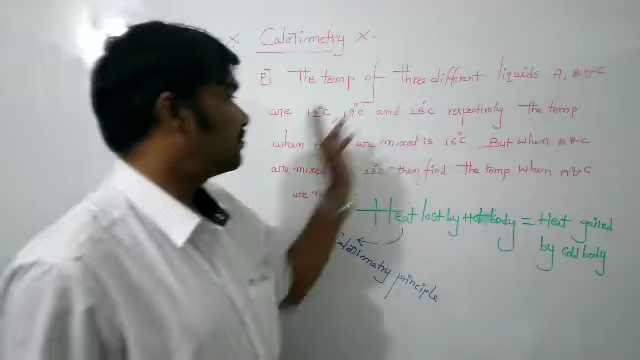 x Calorimetry x.
P) The temp of Three different liquids A, B & C
are 12°C, 19°C and 28°C respectively The temp
when are mixed is 16°C But when B & C
are mixed 23°C then find the temp when A & C
are
Heat lost by Hot body = Heat gained
by cold body
Calorimetry principle